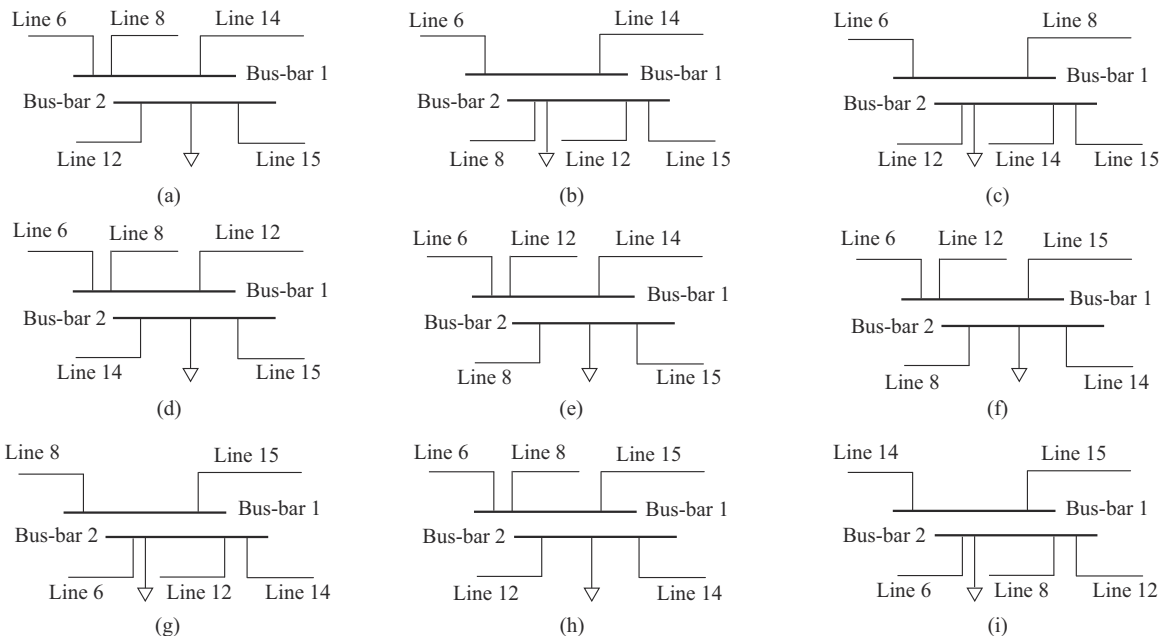 Line 6 Line 8 Line 14
Bus-bar 1
Bus-bar 2
Line 12 Line 15
(a)
Line 6 Line 14
Bus-bar 1
Bus-bar 2
Line 8 Line 12 Line 15
(b)
Line 6 Line 8
Bus-bar 1
Bus-bar 2
Line 12 Line 14 Line 15
(c)
Line 6 Line 8 Line 12
Bus-bar 1
Bus-bar 2
Line 14 Line 15
(d)
Line 6 Line 12 Line 14
Bus-bar 1
Bus-bar 2
Line 8 Line 15
(e)
Line 6 Line 12 Line 15
Bus-bar 1
Bus-bar 2
Line 8 Line 14
(f)
Line 8 Line 15
Bus-bar 1
Bus-bar 2
Line 6 Line 12 Line 14
(g)
Line 6 Line 8 Line 15
Bus-bar 1
Bus-bar 2
Line 12 Line 14
(h)
Line 14 Line 15
Bus-bar 1
Bus-bar 2
Line 6 Line 8 Line 12
(i)